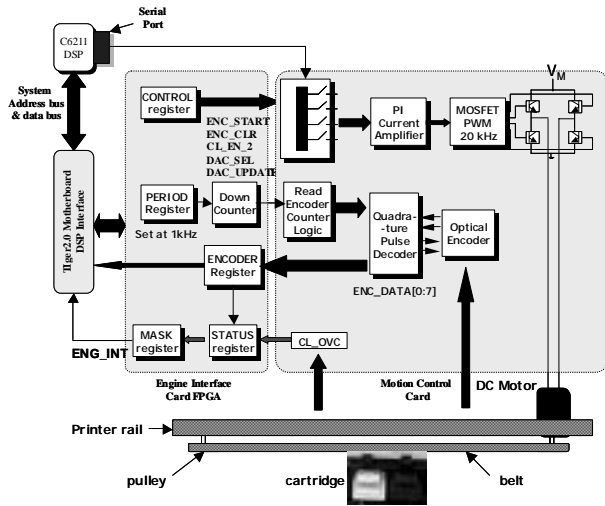 Serial
Port
C6211
DSP
System
Address bus
& data bus
CONTROL
register
ENC_START
ENC_CLR
CL_EN_2
DAC_SEL
DAC_UPDATE
PI
Current
Amplifier
MOSFET
PWM
20 kHz
VM
TIger2.0 Motherboard
DSP Interface
PERIOD
Register
Set at 1kHz
Down
Counter
Read
Encoder
Counter
Logic
Quadra-
ture
Pulse
Decoder
Optical
Encoder
ENCODER
Register
ENC_DATA[0:7]
MASK
register
STATUS
register
CL_OVC
ENG_INT
Engine Interface
Card FPGA
Motion Control
Card
DC Motor
Printer rail
pulley
cartridge
belt